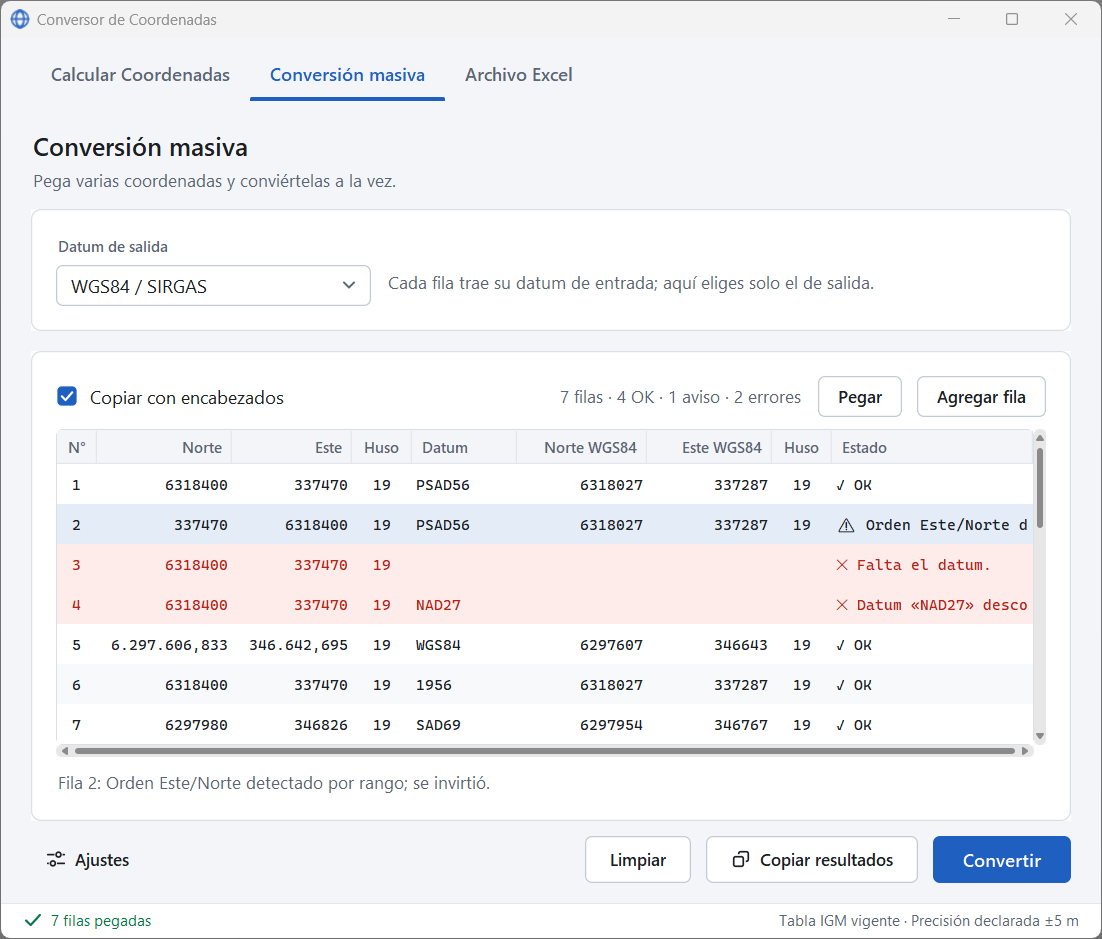 Conversor de Coordenadas
Calcular Coordenadas Conversión masiva Archivo Excel
Conversión masiva
Pega varias coordenadas y conviértelas a la vez.
Datum de salida
WGS84 / SIRGAS Cada fila trae su datum de entrada; aquí eliges solo el de salida.
Copiar con encabezados 7 filas · 4 OK · 1 aviso · 2 errores Pegar Agregar fila
N° Norte Este Huso Datum Norte WGS84 Este WGS84 Huso Estado
1 6318400 337470 19 PSAD56 6318027 337287 19 ✓ OK
2 337470 6318400 19 PSAD56 6318027 337287 19 ⚠ Orden Este/Norte d
3 6318400 337470 19 ✕ Falta el datum.
4 6318400 337470 19 NAD27 ✕ Datum «NAD27» desco
5 6.297.606,833 346.642,695 19 WGS84 6297607 346643 19 ✓ OK
6 6318400 337470 19 1956 6318027 337287 19 ✓ OK
7 6297980 346826 19 SAD69 6297954 346767 19 ✓ OK
Fila 2: Orden Este/Norte detectado por rango; se invirtió.
Ajustes Limpiar Copiar resultados Convertir
7 filas pegadas Tabla IGM vigente · Precisión declarada ±5 m